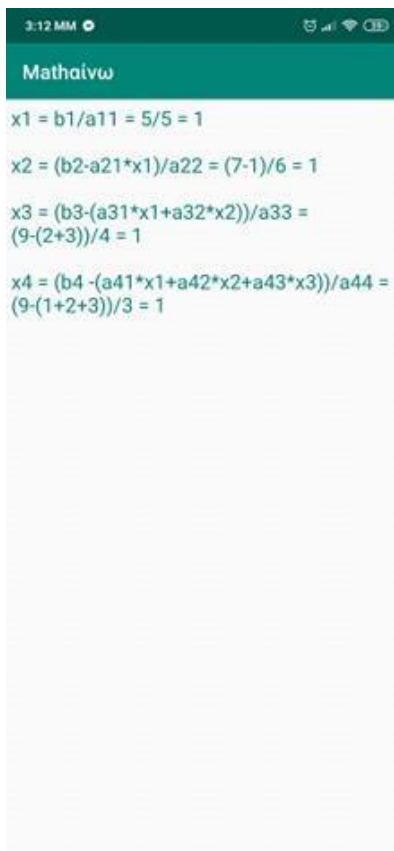 3:12 MM
Mathαίνω
x1 = b1/a11 = 5/5 = 1
x2 = (b2-a21*x1)/a22 = (7-1)/6 = 1
x3 = (b3-(a31*x1+a32*x2))/a33 =
(9-(2+3))/4 = 1
x4 = (b4 -(a41*x1+a42*x2+a43*x3))/a44 =
(9-(1+2+3))/3 = 1